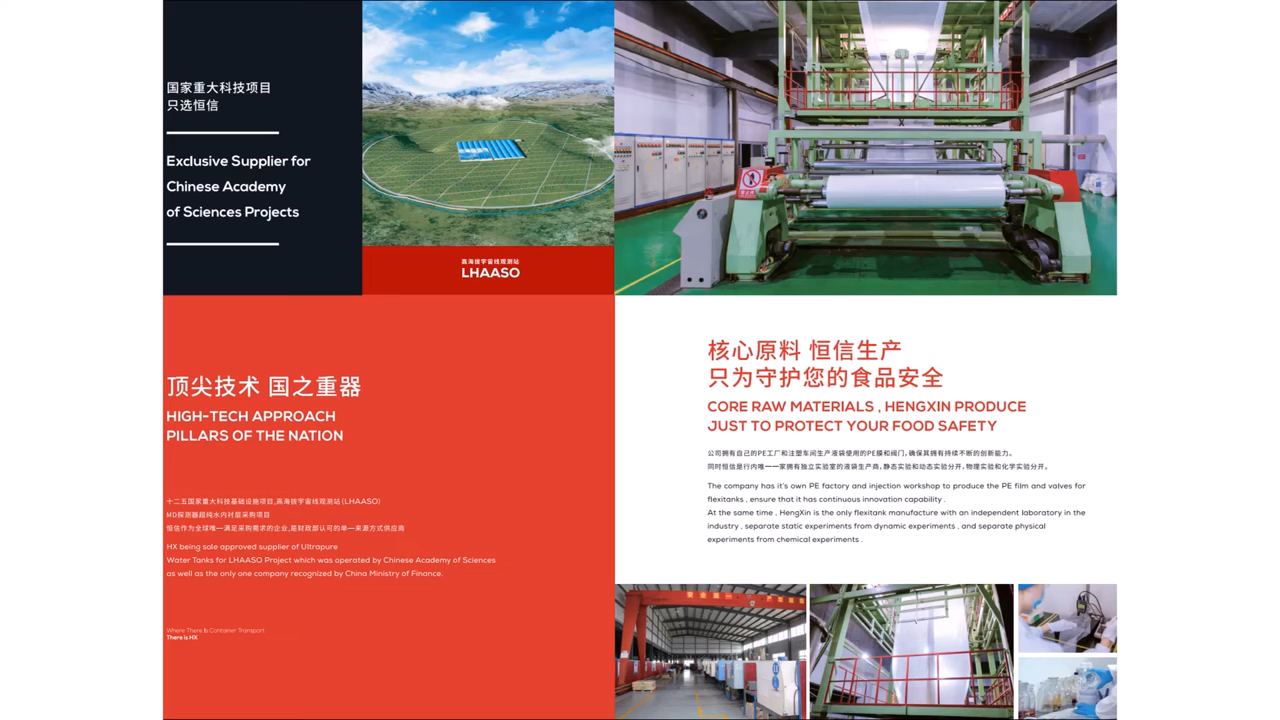 国家重大科技项目
只选恒信
Exclusive Supplier for
Chinese Academy
of Sciences Projects
高海拔宇宙线观测站
LHAASO
顶尖技术 国之重器
HIGH-TECH APPROACH
PILLARS OF THE NATION
十二五国家重大科技基础设施项目,高海拔宇宙线观测站(LHAASO)
MD探测器超纯水内衬层采购项目
恒信作为全球唯一满足采购需求的企业,是财政部认可的单一来源方式供应商
HX being sole approved supplier of Ultrapure
Water Tanks for LHAASO Project which was operated by Chinese Academy of Sciences
as well as the only one company recognized by China Ministry of Finance.
Where There Is Container Transport
There is HX
核心原料 恒信生产
只为守护您的食品安全
CORE RAW MATERIALS , HENGXIN PRODUCE
JUST TO PROTECT YOUR FOOD SAFETY
公司拥有自己的PE工厂和注塑车间生产液袋使用的PE膜和阀门,确保其拥有持续不断的创新能力。
同时恒信是行内唯一一家拥有独立实验室的液袋生产商,静态实验和动态实验分开,物理实验和化学实验分开。
The company has it's own PE factory and injection workshop to produce the PE film and valves for
flexitanks , ensure that it has continuous innovation capability .
At the same time , HengXin is the only flexitank manufacture with an independent laboratory in the
industry , separate static experiments from dynamic experiments , and separate physical
experiments from chemical experiments .